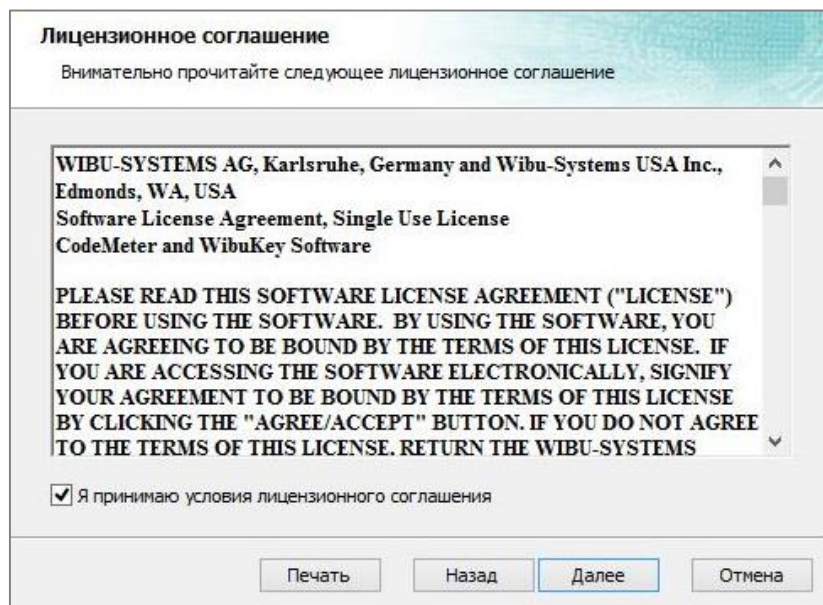 Лицензионное соглашение
Внимательно прочитайте следующее лицензионное соглашение
WIBU-SYSTEMS AG, Karlsruhe, Germany and Wibu-Systems USA Inc.,
Edmonds, WA, USA
Software License Agreement, Single Use License
CodeMeter and WibuKey Software
PLEASE READ THIS SOFTWARE LICENSE AGREEMENT ("LICENSE")
BEFORE USING THE SOFTWARE.  BY USING THE SOFTWARE, YOU
ARE AGREEING TO BE BOUND BY THE TERMS OF THIS LICENSE.  IF
YOU ARE ACCESSING THE SOFTWARE ELECTRONICALLY, SIGNIFY
YOUR AGREEMENT TO BE BOUND BY THE TERMS OF THIS LICENSE
BY CLICKING THE "AGREE/ACCEPT" BUTTON. IF YOU DO NOT AGREE
TO THE TERMS OF THIS LICENSE, RETURN THE WIBU-SYSTEMS
Я принимаю условия лицензионного соглашения
Печать Назад Далее Отмена